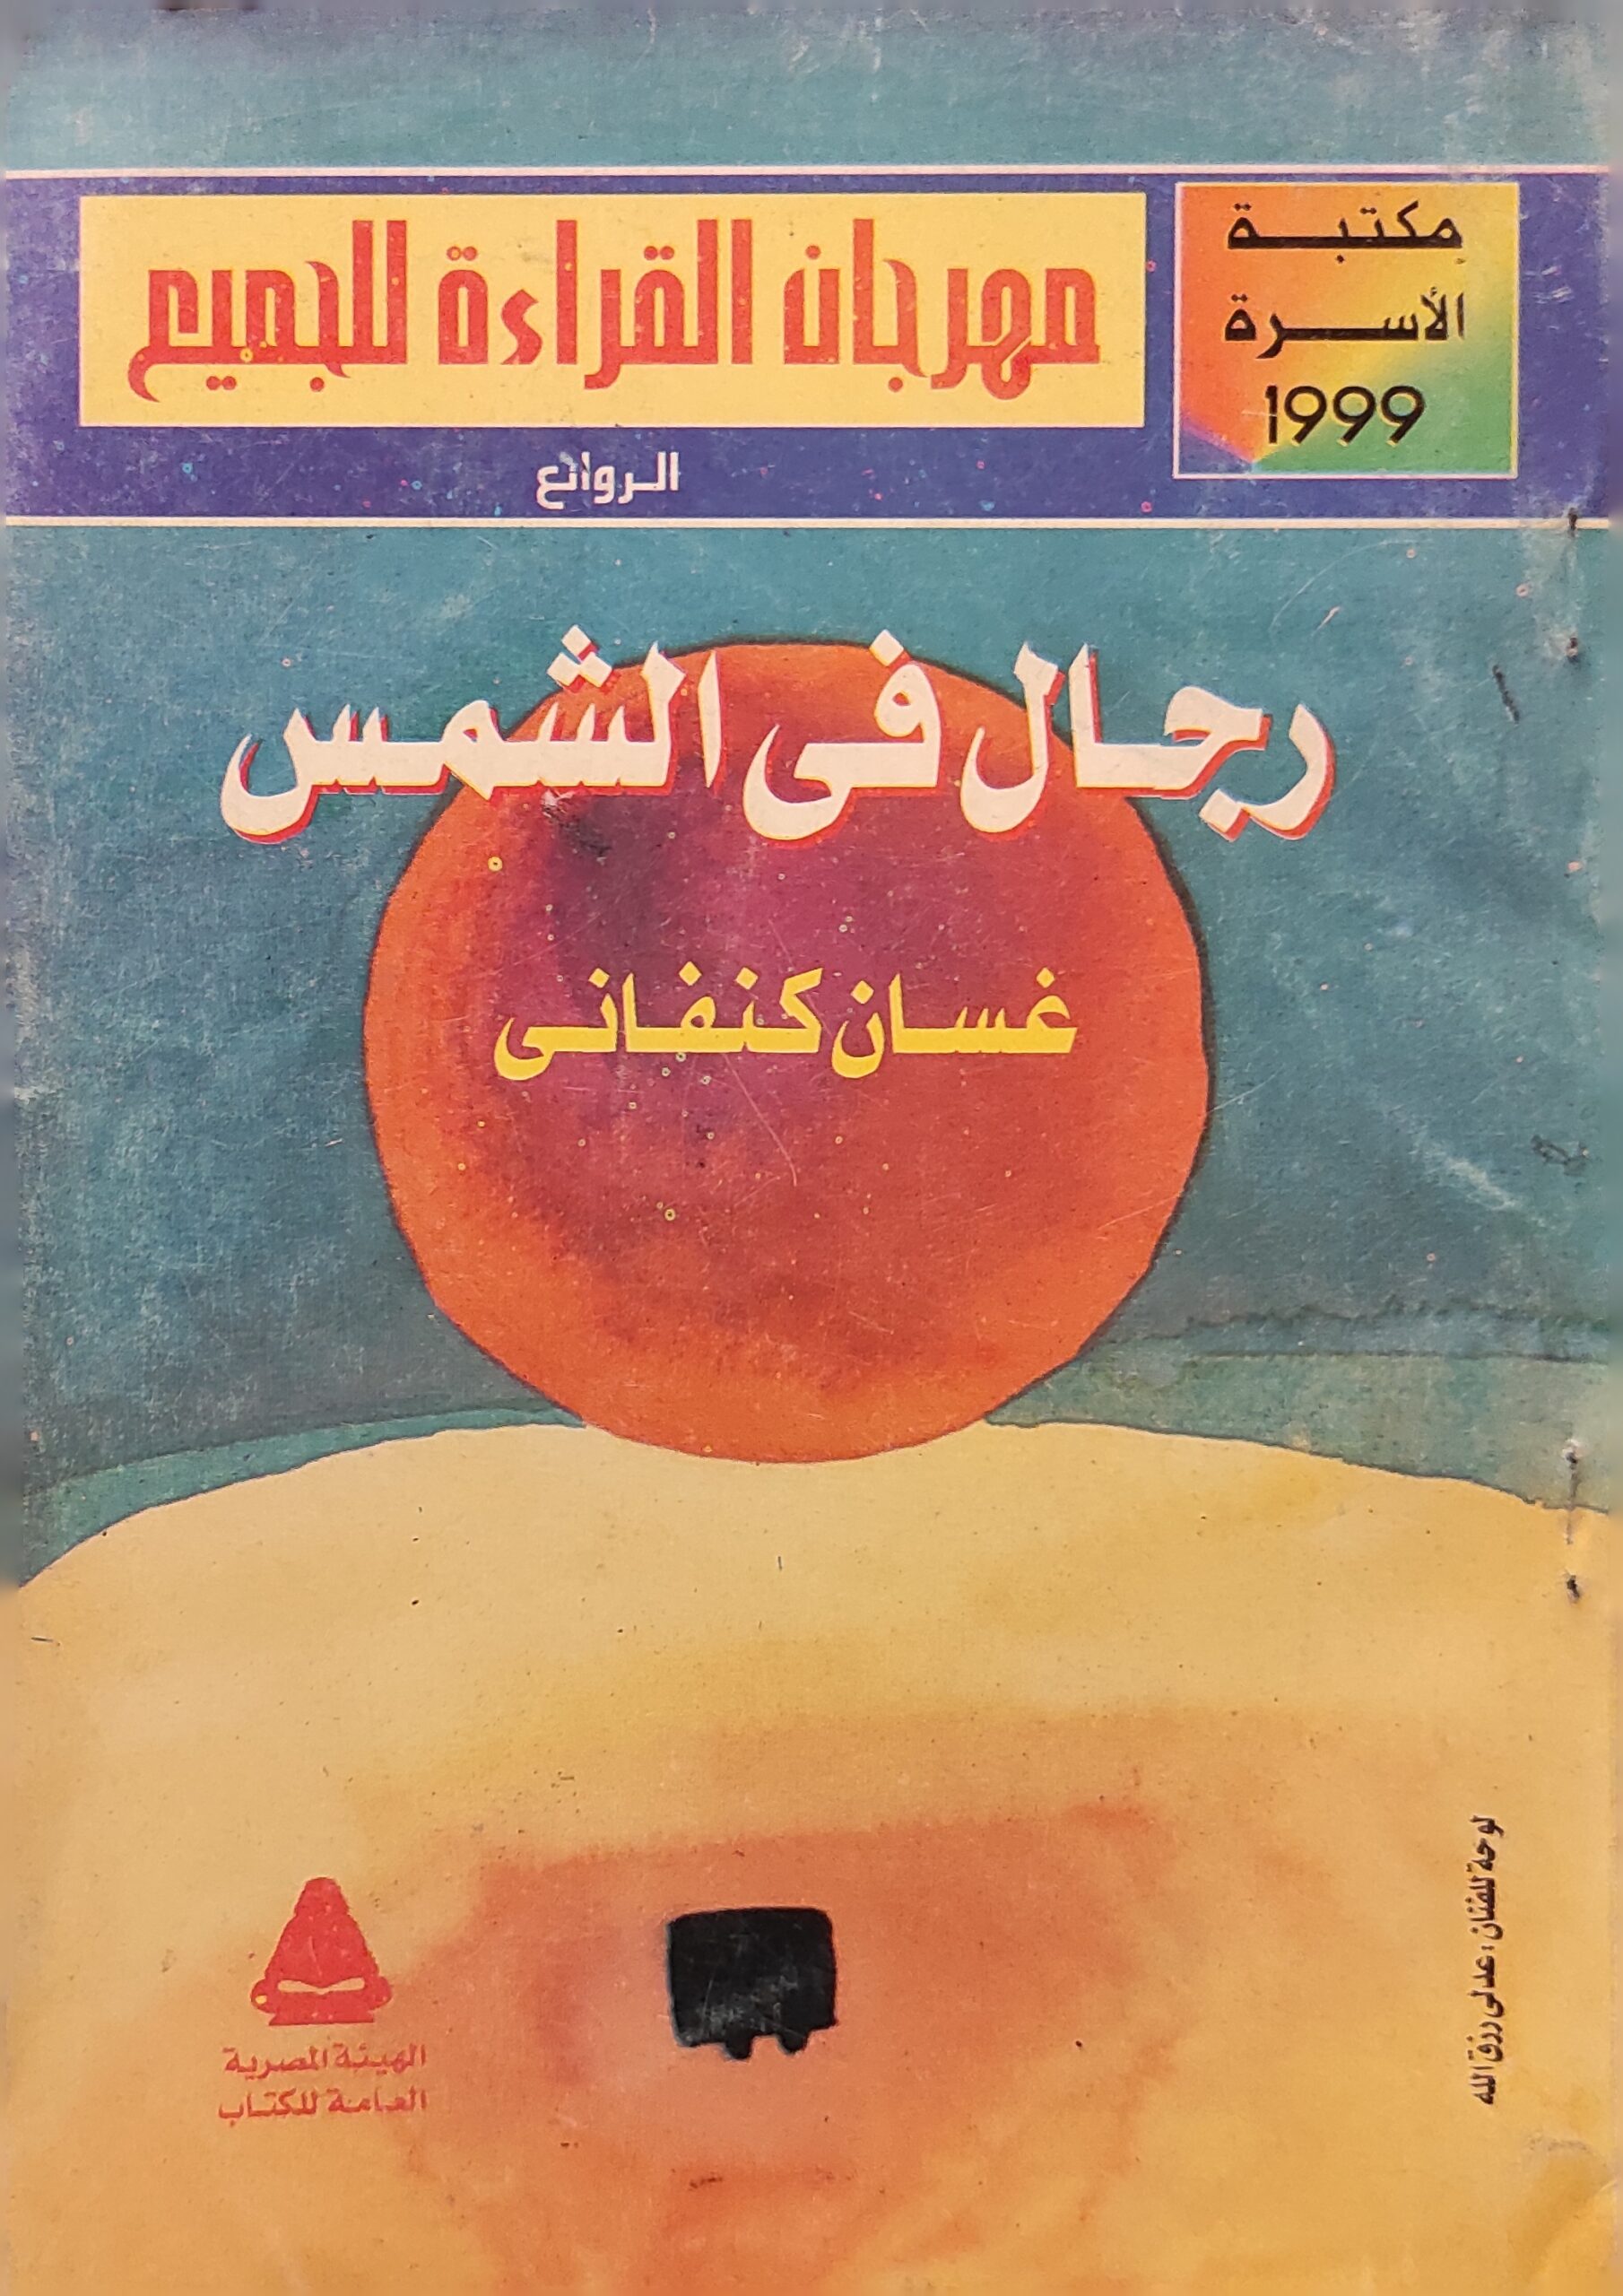 مكتبة
الأسرة
1999
مهرجان القراءة للجميع
الروائع
رجال فى الشمس
غسان كنفانى
لوحة للفنان : عدلى رزق الله
الهيئة المصرية
العامة للكتاب